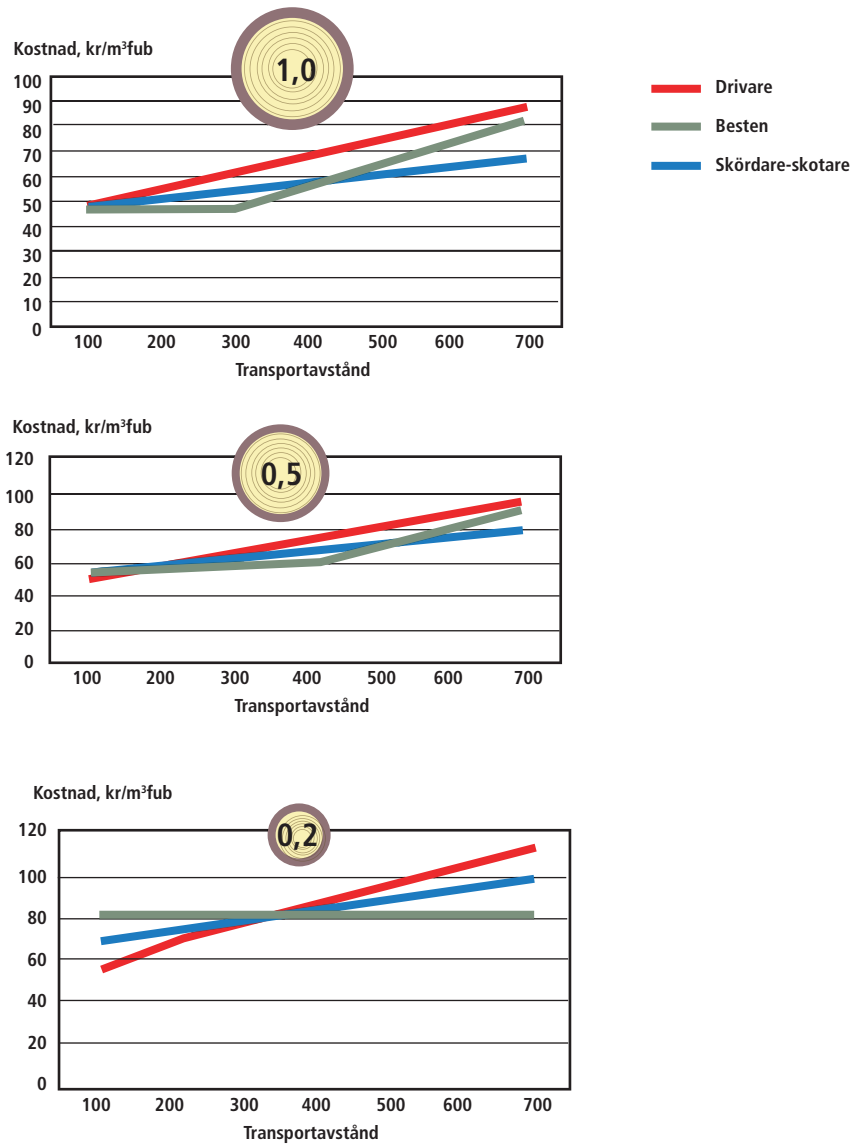 Kostnad, kr/m³fub
1,0
100
90
80
70
60
50
40
30
20
10
0
100 200 300 400 500 600 700
Transportavstånd
Drivare
Besten
Skördare-skotare
Kostnad, kr/m³fub
0,5
120
100
80
60
40
20
0
100 200 300 400 500 600 700
Transportavstånd
Kostnad, kr/m³fub
0,2
120
100
80
60
40
20
0
100 200 300 400 500 600 700
Transportavstånd